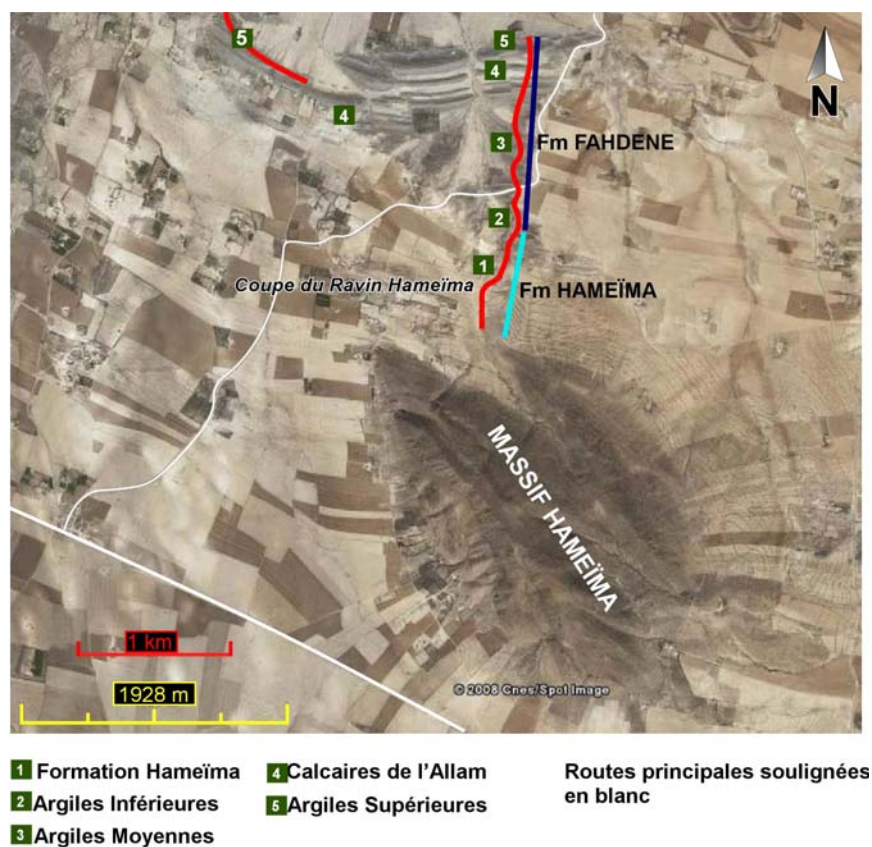 5
5
4
N
4
3
Fm FAHDENE
2
1
Coupe du Ravin Hameïma
Fm HAMEÏMA
MASSIF HAMEÏMA
1 km
1928 m
© 2008 Cnes/Spot Image
1 Formation Hameïma
2 Argiles Inférieures
3 Argiles Moyennes
4 Calcaires de l'Allam
5 Argiles Supérieures
Routes principales soulignées
en blanc